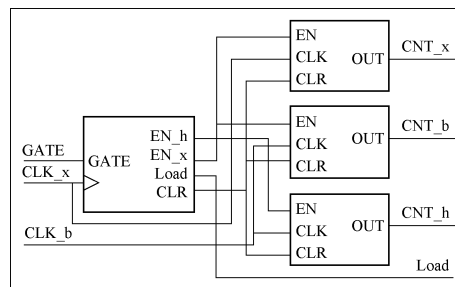 EN
CLK
CLR
OUT
CNT_x
GATE
CLK_x
GATE
EN_h
EN_x
Load
CLR
CLK_b
EN
CLK
CLR
OUT
CNT_b
EN
CLK
CLR
OUT
CNT_h
Load